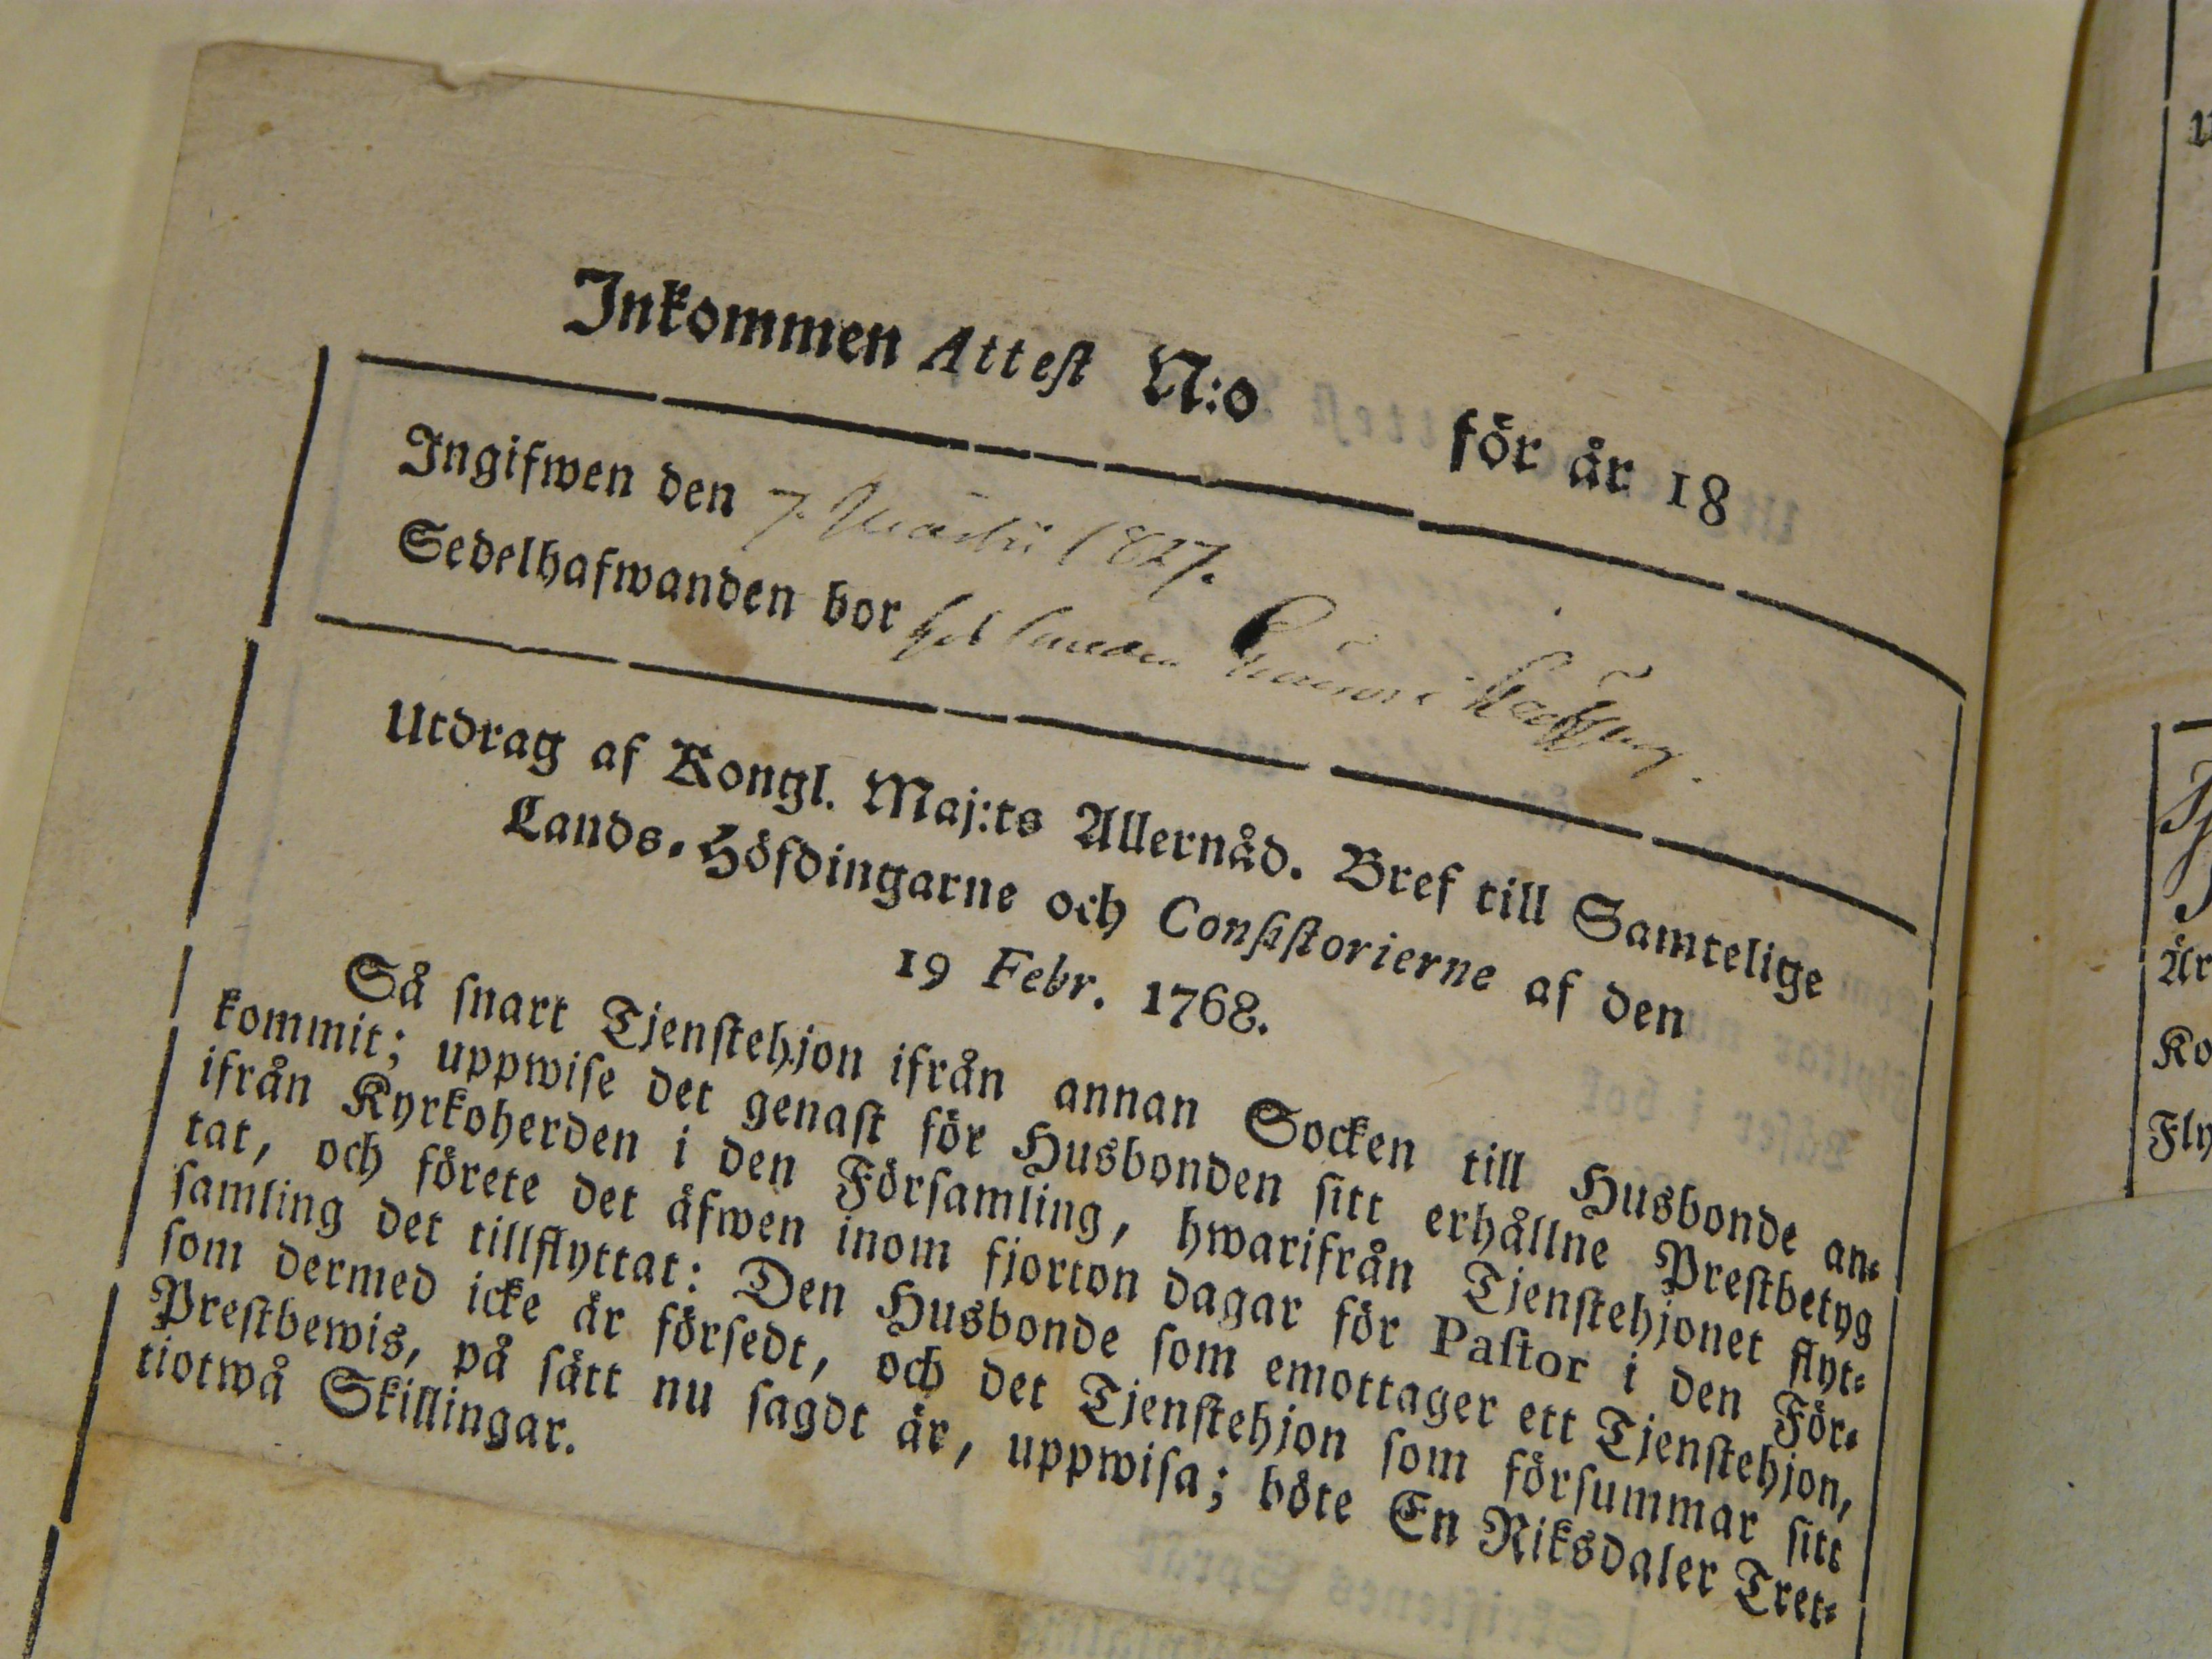 Inkommen Attest N:o för år 18
Ingifwen den 7. Martii 1827.
Sedelhafwanden bor hos Smeden
Utdrag af Kongl. Maj:ts Allernåd. Bref till Samtelige
Lands-Höfdingarne och Consistorierne af den
19 Febr. 1768.
Så snart Tjenstehjon ifrån annan Socken till Husbonde an-
kommit; uppwise det genast för Husbonden sitt erhållne Prestbetyg
ifrån Kyrkoherden i den Församling, hwarifrån Tjenstehjonet flyt-
tat, och förete det äfwen inom fjorton dagar för Pastor i den För-
samling det tillflyttat: Den Husbonde som emottager ett Tjenstehjon,
som dermed icke är försedt, och det Tjenstehjon som försummar sitt
Prestbewis, på sätt nu sagdt är, uppwisa; böte En Riksdaler Tret-
tiotwå Skillingar.
Är
Ko
Fly